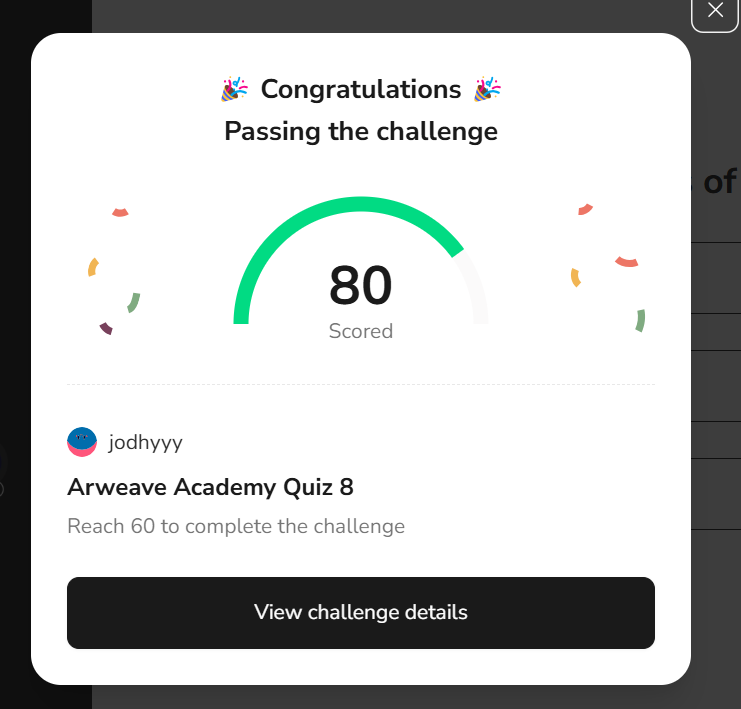 🎉 Congratulations 🎉
Passing the challenge
of
80
Scored
jodhyyy
Arweave Academy Quiz 8
Reach 60 to complete the challenge
View challenge details